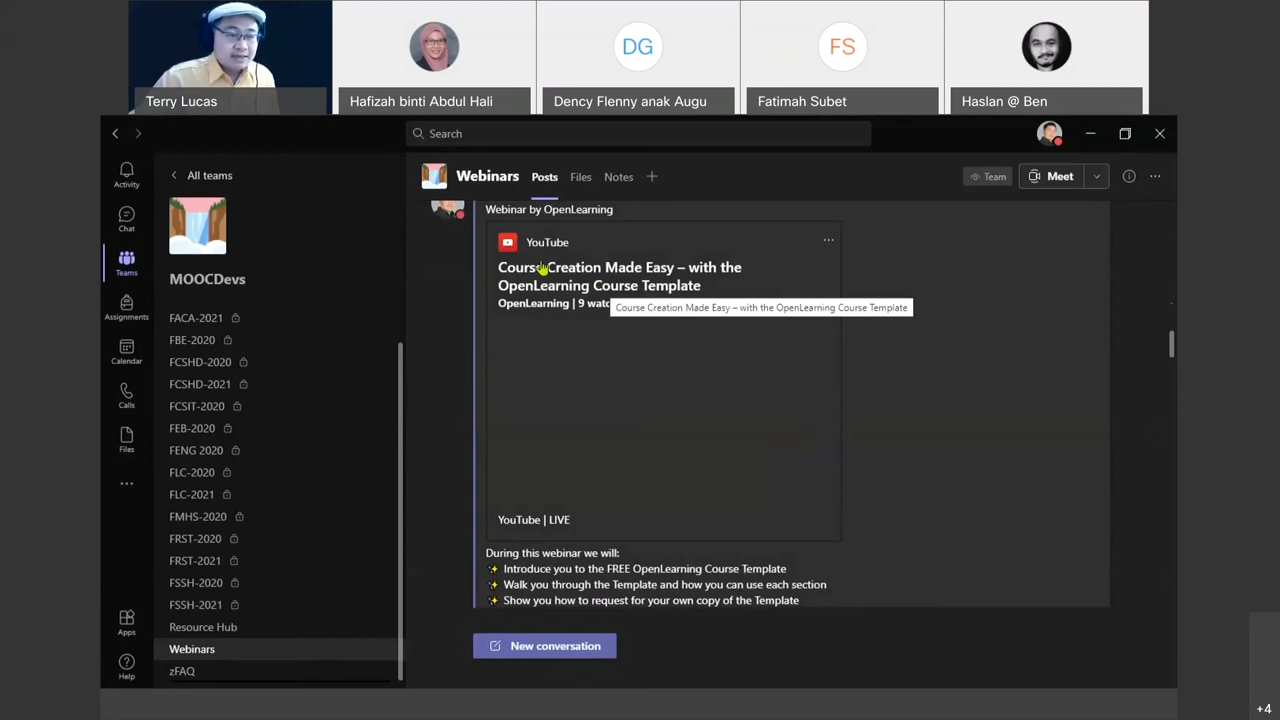 DG
FS
Terry Lucas
Hafizah binti Abdul Hali
Dency Flenny anak Augu
Fatimah Subet
Haslan @ Ben
Search
Activity
Chat
Teams
Assignments
Calendar
Calls
Files
Apps
Help
All teams
MOOCDevs
FACA-2021
FBE-2020
FCSHD-2020
FCSHD-2021
FCSIT-2020
FEB-2020
FENG 2020
FLC-2020
FLC-2021
FMHS-2020
FRST-2020
FRST-2021
FSSH-2020
FSSH-2021
Resource Hub
Webinars
zFAQ
Webinars Posts Files Notes
Team Meet
Webinar by OpenLearning
YouTube
Course Creation Made Easy – with the
OpenLearning Course Template
OpenLearning | 9
Course Creation Made Easy – with the OpenLearning Course Template
YouTube | LIVE
During this webinar we will:
✨ Introduce you to the FREE OpenLearning Course Template
✨ Walk you through the Template and how you can use each section
✨ Show you how to request for your own copy of the Template
New conversation
+4